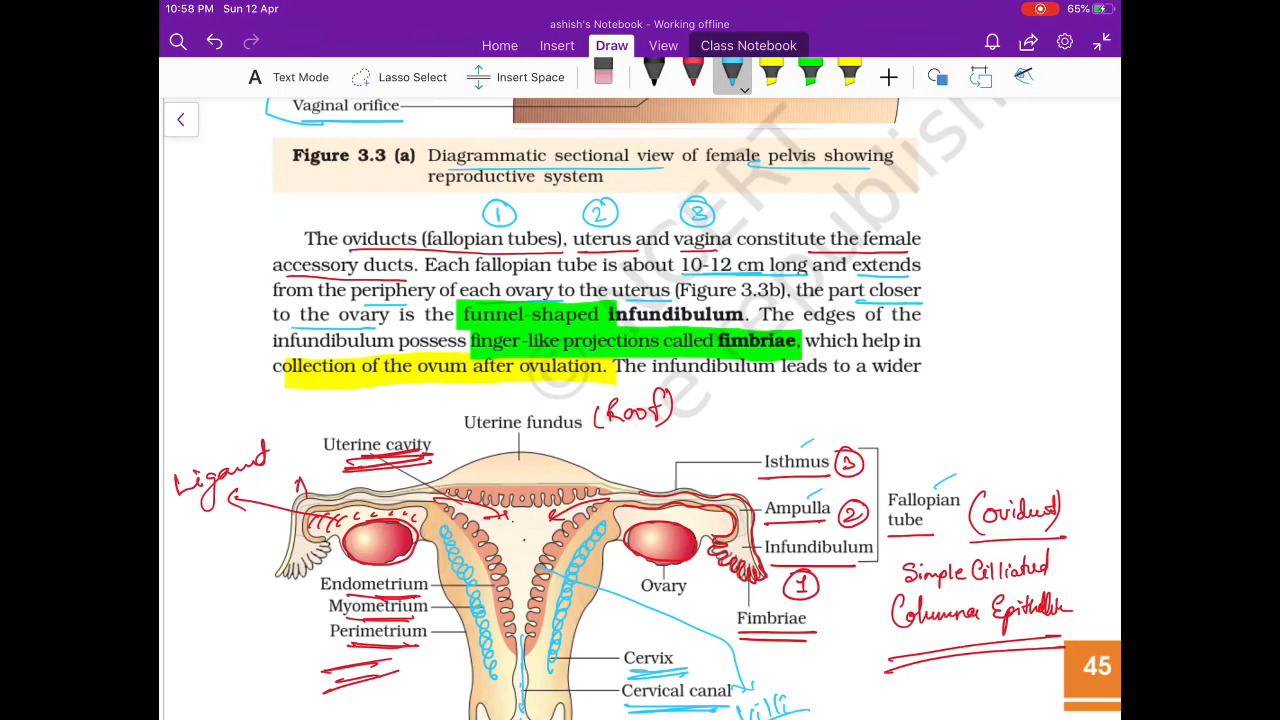 10:58 PM Sun 12 Apr
65%
ashish's Notebook - Working offline
Home Insert Draw View Class Notebook
A Text Mode Lasso Select Insert Space
Vaginal orifice
Figure 3.3 (a) Diagrammatic sectional view of female pelvis showing
reproductive system
1 2 3
The oviducts (fallopian tubes), uterus and vagina constitute the female
accessory ducts. Each fallopian tube is about 10-12 cm long and extends
from the periphery of each ovary to the uterus (Figure 3.3b), the part closer
to the ovary is the funnel-shaped infundibulum. The edges of the
infundibulum possess finger-like projections called fimbriae, which help in
collection of the ovum after ovulation. The infundibulum leads to a wider
© NCERT
republish
Uterine fundus (Roof)
Uterine cavity
Ligand
Isthmus 3
Ampulla 2
Infundibulum
1
Fallopian
tube
(oviduct)
Simple Cilliated
Columnar Epithelium
Ovary
Fimbriae
Endometrium
Myometrium
Perimetrium
Cervix
Cervical canal
Villi
45